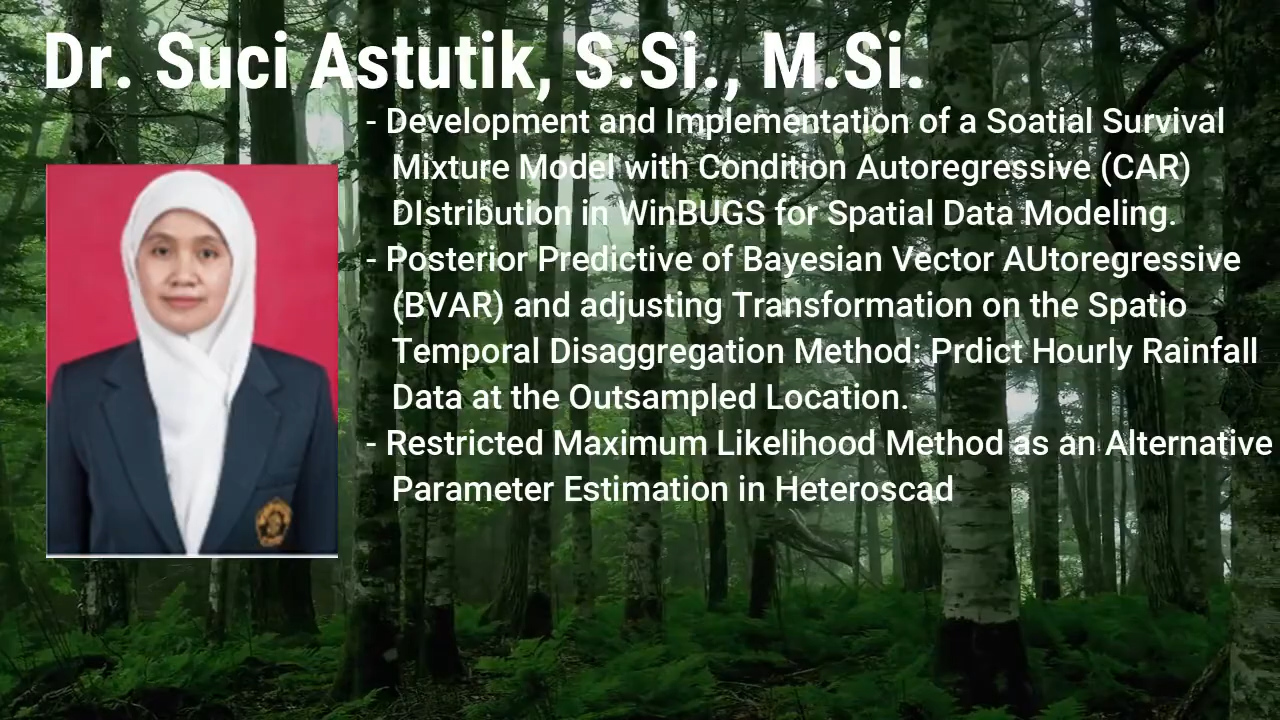 Dr. Suci Astutik, S.Si., M.Si.
- Development and Implementation of a Soatial Survival
Mixture Model with Condition Autoregressive (CAR)
DIstribution in WinBUGS for Spatial Data Modeling.
- Posterior Predictive of Bayesian Vector AUtoregressive
(BVAR) and adjusting Transformation on the Spatio
Temporal Disaggregation Method: Prdict Hourly Rainfall
Data at the Outsampled Location.
- Restricted Maximum Likelihood Method as an Alternative
Parameter Estimation in Heteroscad